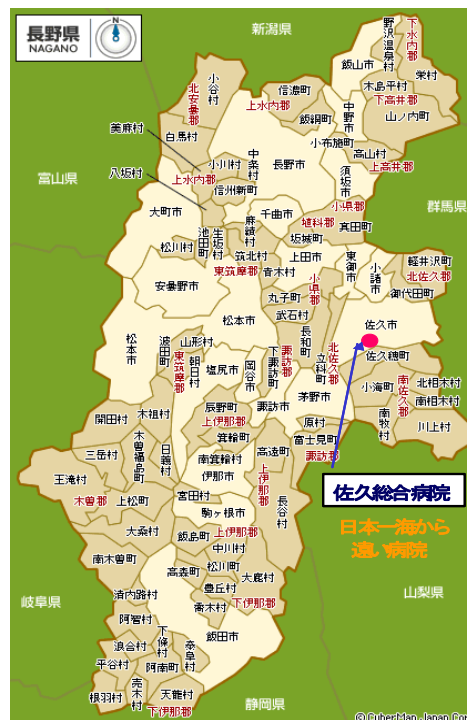 長野県
NAGANO
N
新潟県
富山県
群馬県
岐阜県
山梨県
静岡県
下水内郡
野沢温泉村
飯山市
栄村
木島平村
下高井郡
山ノ内町
小谷村
北安曇郡
信濃町
上水内郡
飯綱町
中野市
白馬村
美麻村
小布施町
高山村
上高井郡
小川村
中条村
長野市
須坂市
八坂村
上水内郡
信州新町
大町市
小県郡
真田町
千曲市
埴科郡
坂城町
麻績村
生坂村
池田町
松川村
筑北村
東筑摩郡
青木村
上田市
東御市
小諸市
軽井沢町
北佐久郡
御代田町
安曇野市
丸子町
小県郡
武石村
松本市
長和町
佐久市
立科町
北佐久郡
佐久穂町
松本市
波田町
山形村
東筑摩郡
朝日村
塩尻市
岡谷市
下諏訪町
諏訪郡
諏訪市
茅野市
小海町
南佐久郡
北相木村
南相木村
南牧村
川上村
原村
富士見町
諏訪郡
辰野町
上伊那郡
箕輪町
南箕輪村
伊那市
高遠町
上伊那郡
長谷村
開田村
木祖村
木曽福島町
日義村
三岳村
王滝村
木曽郡
上松町
宮田村
駒ヶ根市
大桑村
飯島町
上伊那郡
中川村
南木曽町
松川町
高森町
大鹿村
豊丘村
喬木村
下伊那郡
清内路村
阿智村
飯田市
浪合村
下條村
泰阜村
平谷村
阿南町
売木村
根羽村
天龍村
下伊那郡
佐久総合病院
日本一海から
遠い病院
© CyberMap Japan Cor